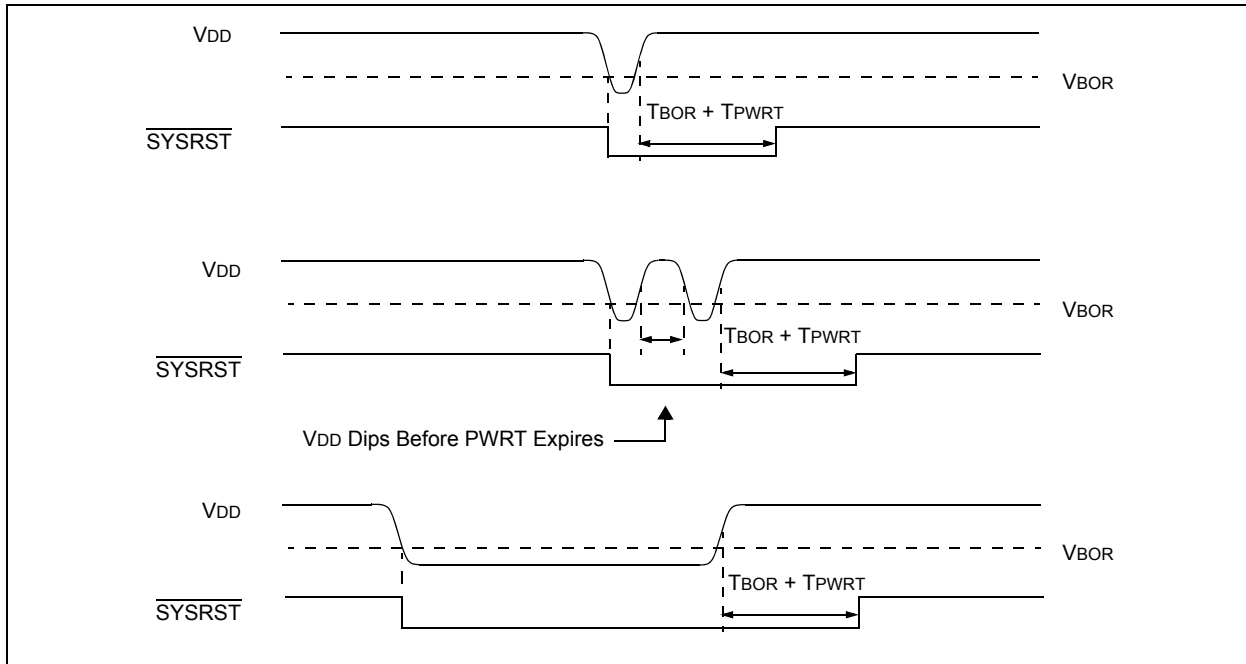 VDD
VBOR
TBOR + TPWRT
SYSRST
VDD
VBOR
TBOR + TPWRT
SYSRST
VDD Dips Before PWRT Expires
VDD
VBOR
TBOR + TPWRT
SYSRST